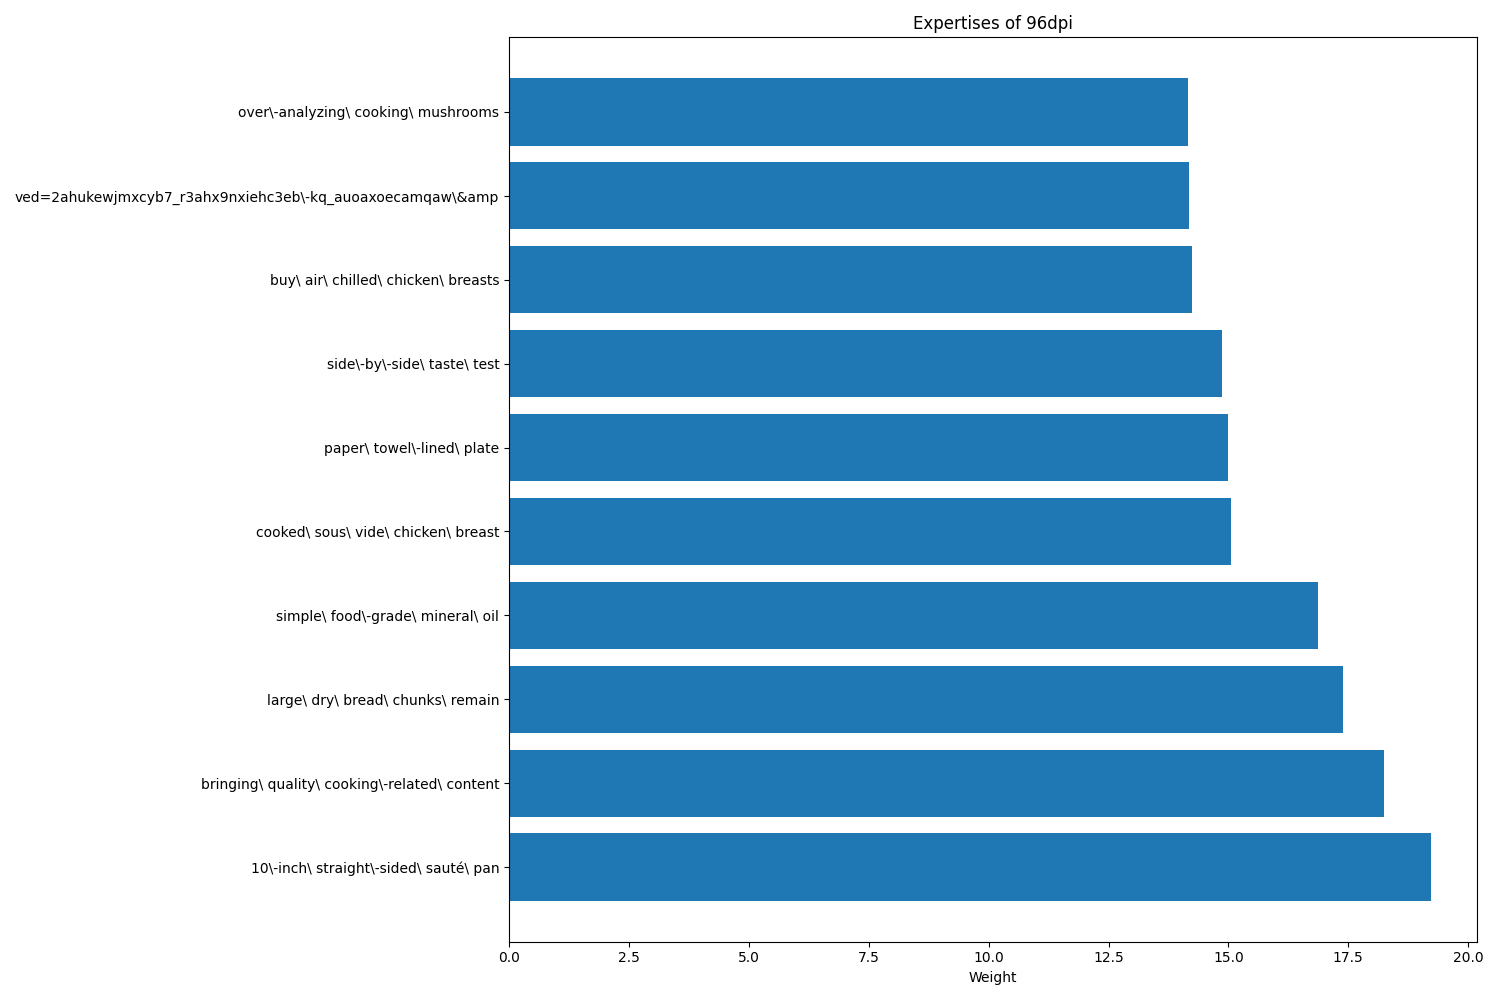 Expertises of 96dpi
over\-analyzing\ cooking\ mushrooms
ved=2ahukewjmxcyb7_r3ahx9nxiehc3eb\-kq_auoaxoecamqaw\&amp
buy\ air\ chilled\ chicken\ breasts
side\-by\-side\ taste\ test
paper\ towel\-lined\ plate
cooked\ sous\ vide\ chicken\ breast
simple\ food\-grade\ mineral\ oil
large\ dry\ bread\ chunks\ remain
bringing\ quality\ cooking\-related\ content
10\-inch\ straight\-sided\ sauté\ pan
0.0 2.5 5.0 7.5 10.0 12.5 15.0 17.5 20.0
Weight